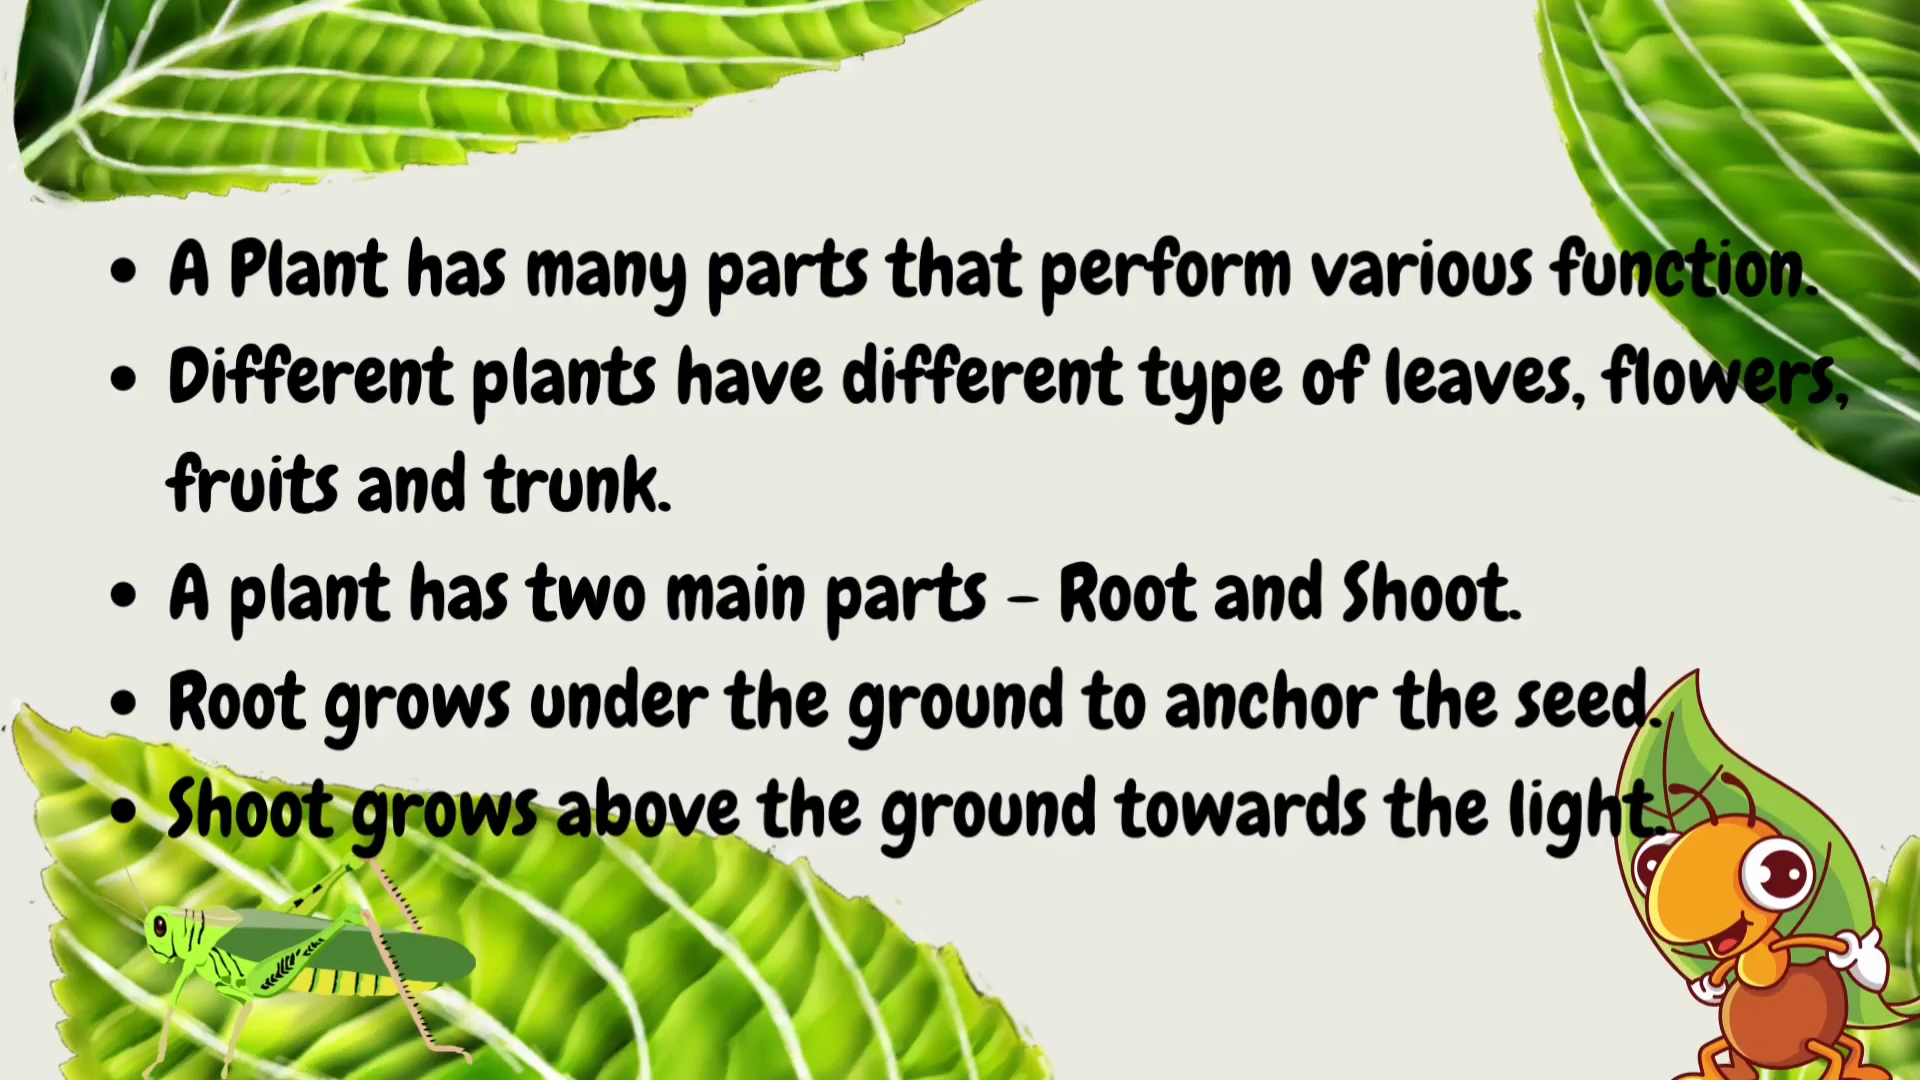 • A Plant has many parts that perform various function.
• Different plants have different type of leaves, flowers,
fruits and trunk.
• A plant has two main parts - Root and Shoot.
• Root grows under the ground to anchor the seed.
• Shoot grows above the ground towards the light.